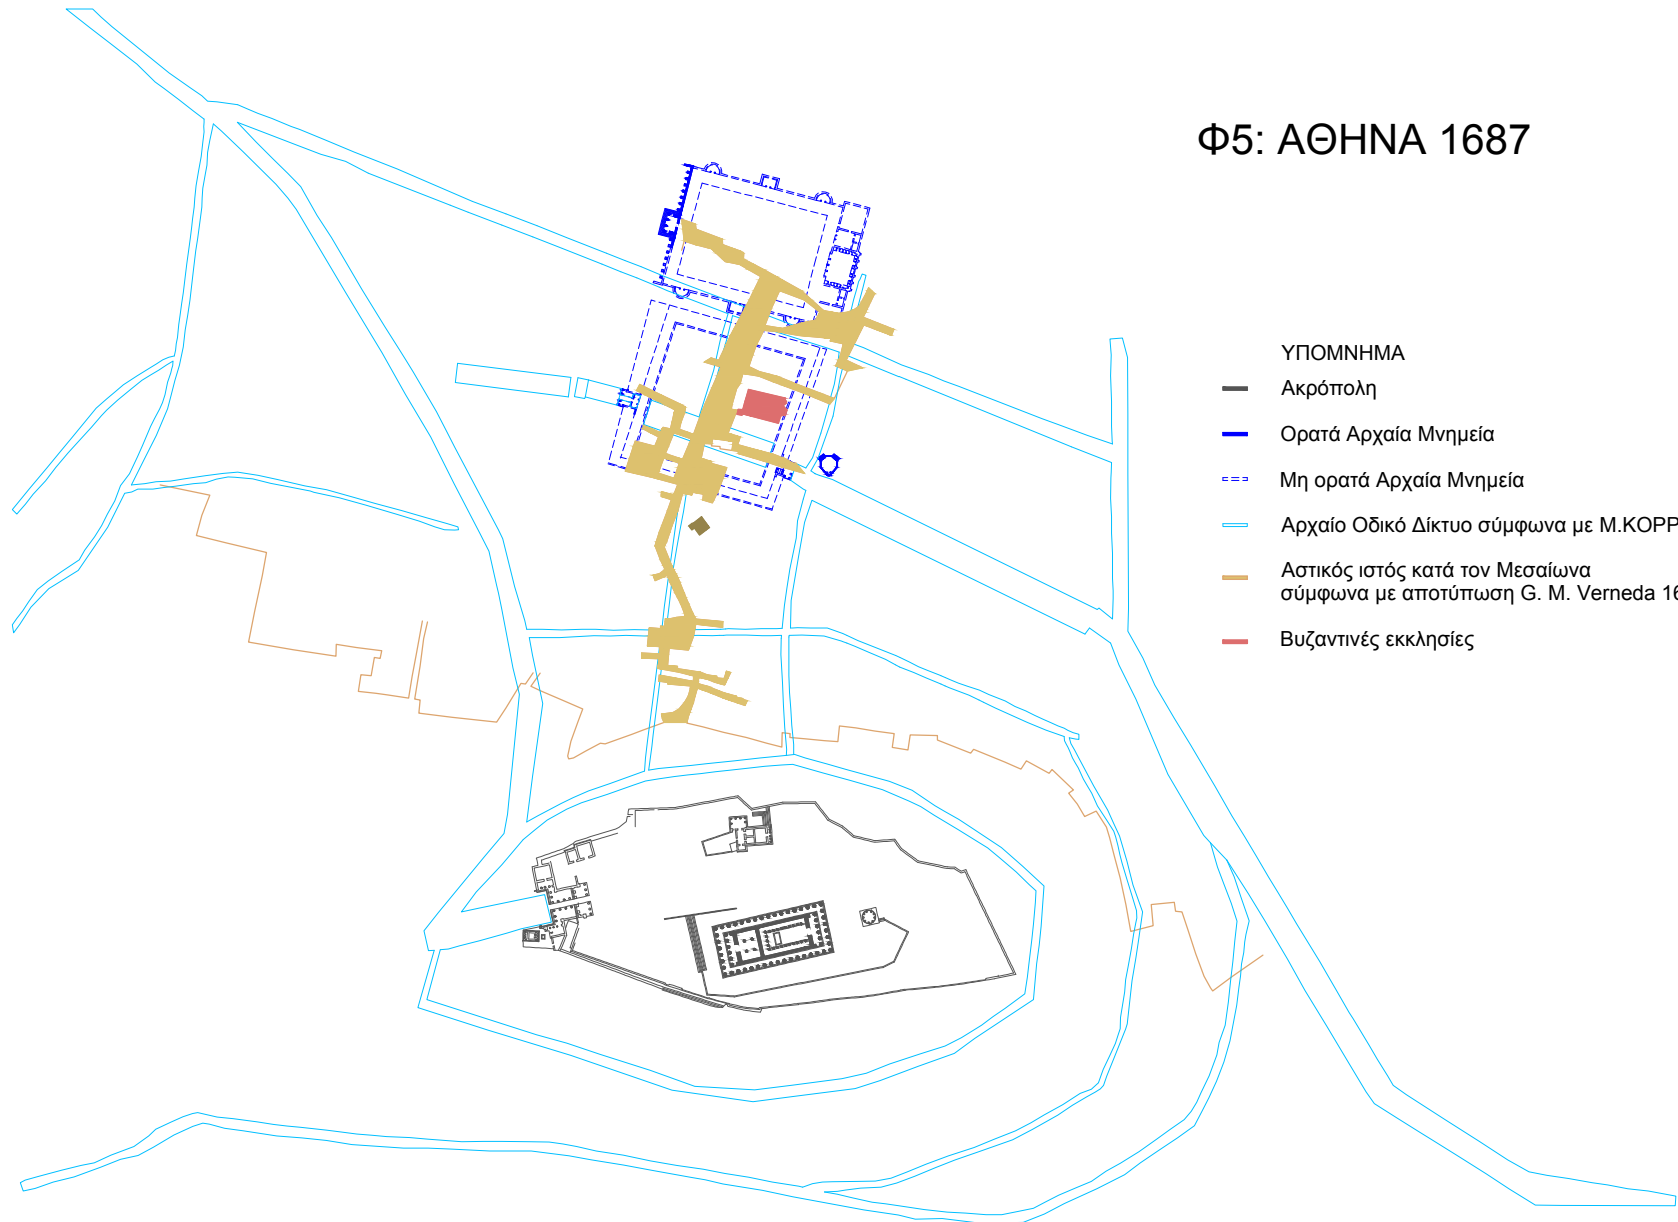 Φ5: ΑΘΗΝΑ 1687
ΥΠΟΜΝΗΜΑ
Ακρόπολη
Ορατά Αρχαία Μνημεία
Μη ορατά Αρχαία Μνημεία
Αρχαίο Οδικό Δίκτυο σύμφωνα με Μ.ΚΟΡΡ
Αστικός ιστός κατά τον Μεσαίωνα
σύμφωνα με αποτύπωση G. M. Verneda 16
Βυζαντινές εκκλησίες